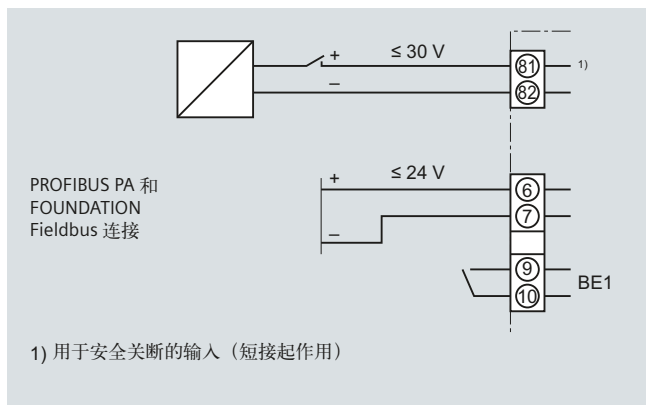 + ≤ 30 V
81 1)
–
82
PROFIBUS PA 和
FOUNDATION
Fieldbus 连接
+ ≤ 24 V
6
7
–
9
10
BE1
1) 用于安全关断的输入（短接起作用）